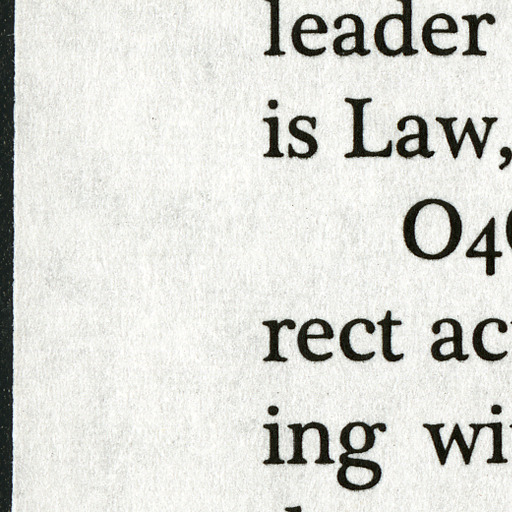 leader
is Law,
O4
rect ac
ing wi